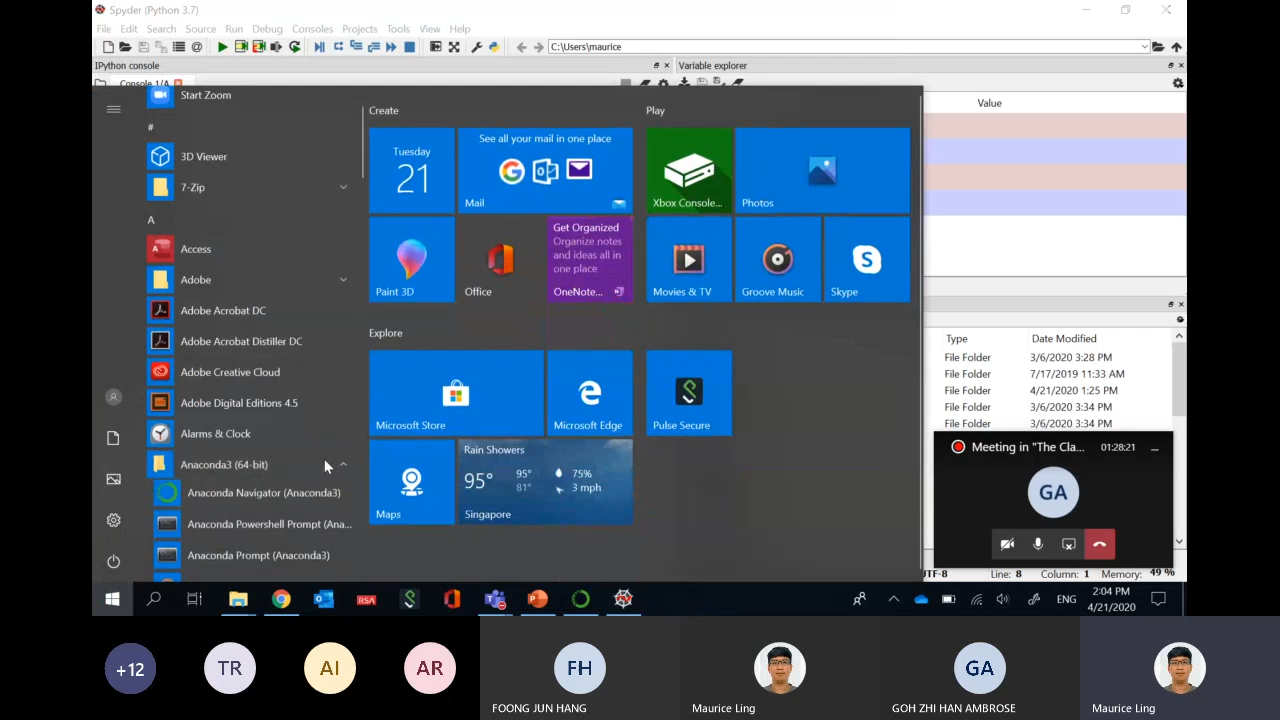 Spyder (Python 3.7)
File Edit Search Source Run Debug Consoles Projects Tools View Help
C:\Users\maurice
IPython console
Variable explorer
Console 1/A
Value
Start Zoom
#
3D Viewer
7-Zip
A
Access
Adobe
Adobe Acrobat DC
Adobe Acrobat Distiller DC
Adobe Creative Cloud
Adobe Digital Editions 4.5
Alarms & Clock
Anaconda3 (64-bit)
Anaconda Navigator (Anaconda3)
Anaconda Powershell Prompt (Ana...
Anaconda Prompt (Anaconda3)
Create
Tuesday
21
See all your mail in one place
Mail
Paint 3D
Office
Get Organized
Organize notes
and ideas all in
one place
OneNote...
Play
Xbox Console...
Photos
Movies & TV
Groove Music
Skype
Explore
Microsoft Store
Microsoft Edge
Pulse Secure
Maps
Rain Showers
95° 95° 75%
81° 3 mph
Singapore
Type Date Modified
File Folder 3/6/2020 3:28 PM
File Folder 7/17/2019 11:33 AM
File Folder 4/21/2020 1:25 PM
File Folder 3/6/2020 3:34 PM
File Folder 3/6/2020 3:34 PM
Meeting in "The Cla... 01:28:21
GA
UTF-8 Line: 8 Column: 1 Memory: 49 %
RSA
ENG
2:04 PM
4/21/2020
+12
TR
AI
AR
FH
FOONG JUN HANG
Maurice Ling
GA
GOH ZHI HAN AMBROSE
Maurice Ling